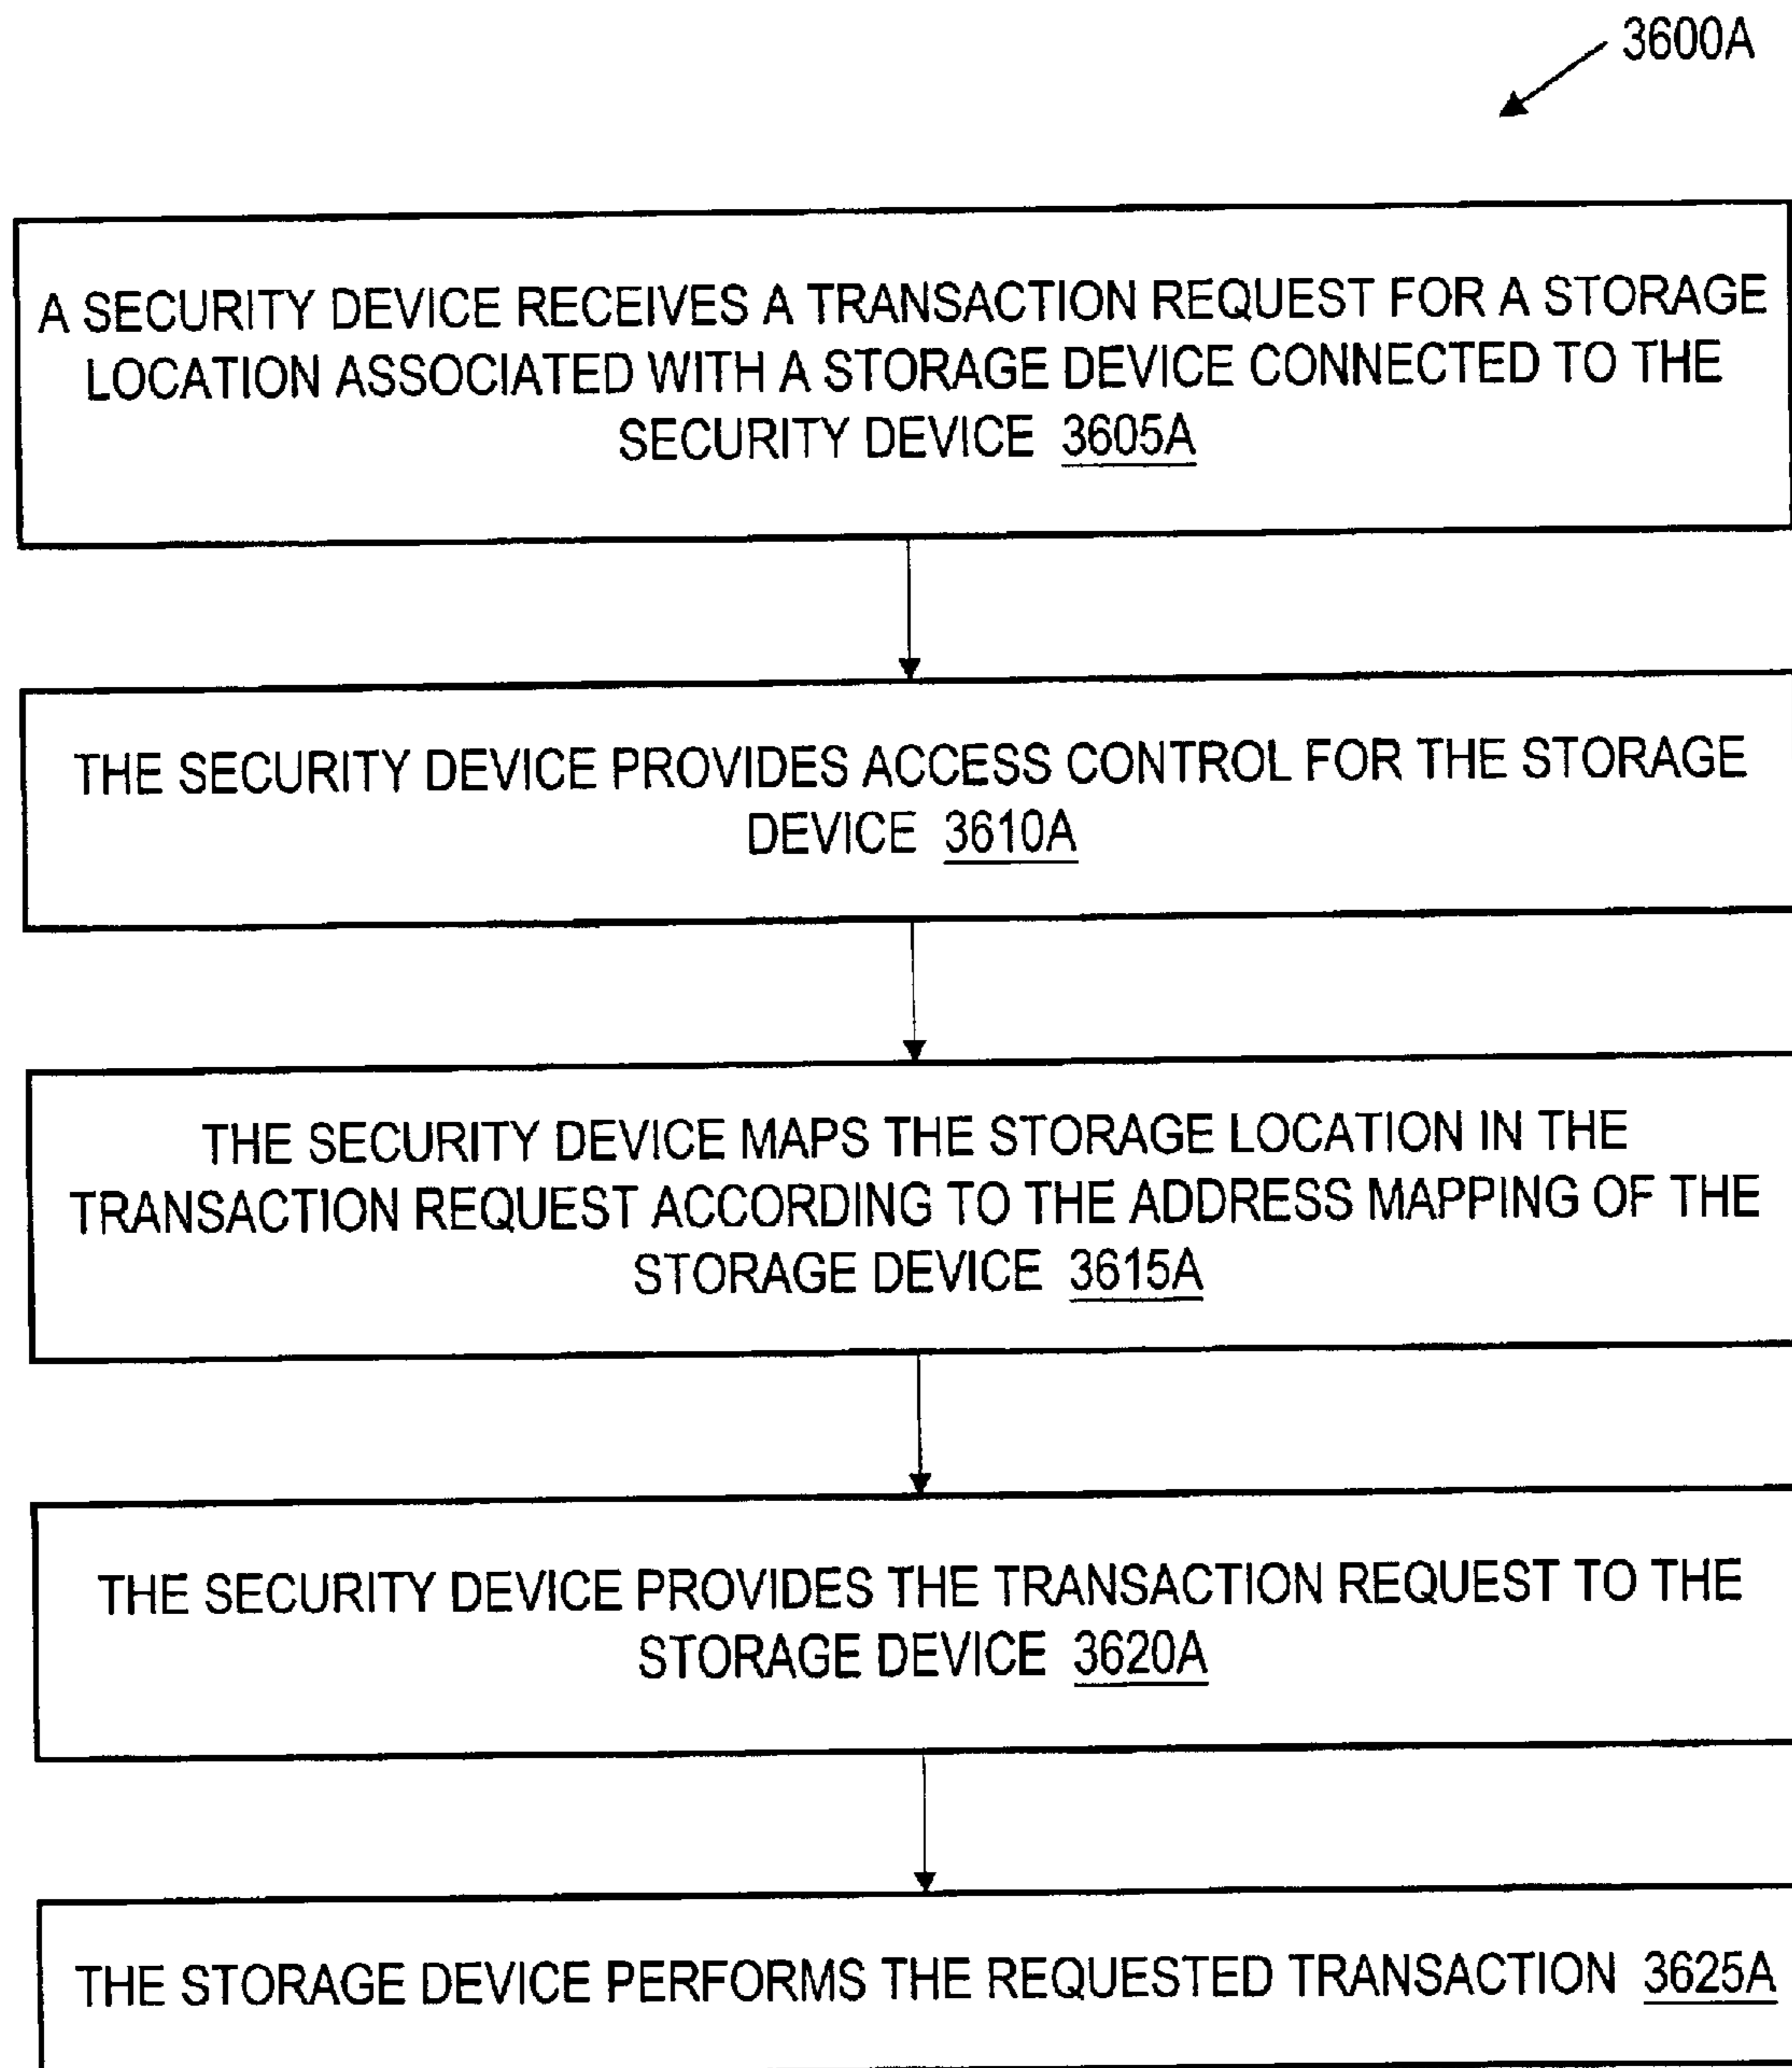 3600A
A SECURITY DEVICE RECEIVES A TRANSACTION REQUEST FOR A STORAGE
LOCATION ASSOCIATED WITH A STORAGE DEVICE CONNECTED TO THE
SECURITY DEVICE 3605A
THE SECURITY DEVICE PROVIDES ACCESS CONTROL FOR THE STORAGE
DEVICE 3610A
THE SECURITY DEVICE MAPS THE STORAGE LOCATION IN THE
TRANSACTION REQUEST ACCORDING TO THE ADDRESS MAPPING OF THE
STORAGE DEVICE 3615A
THE SECURITY DEVICE PROVIDES THE TRANSACTION REQUEST TO THE
STORAGE DEVICE 3620A
THE STORAGE DEVICE PERFORMS THE REQUESTED TRANSACTION 3625A